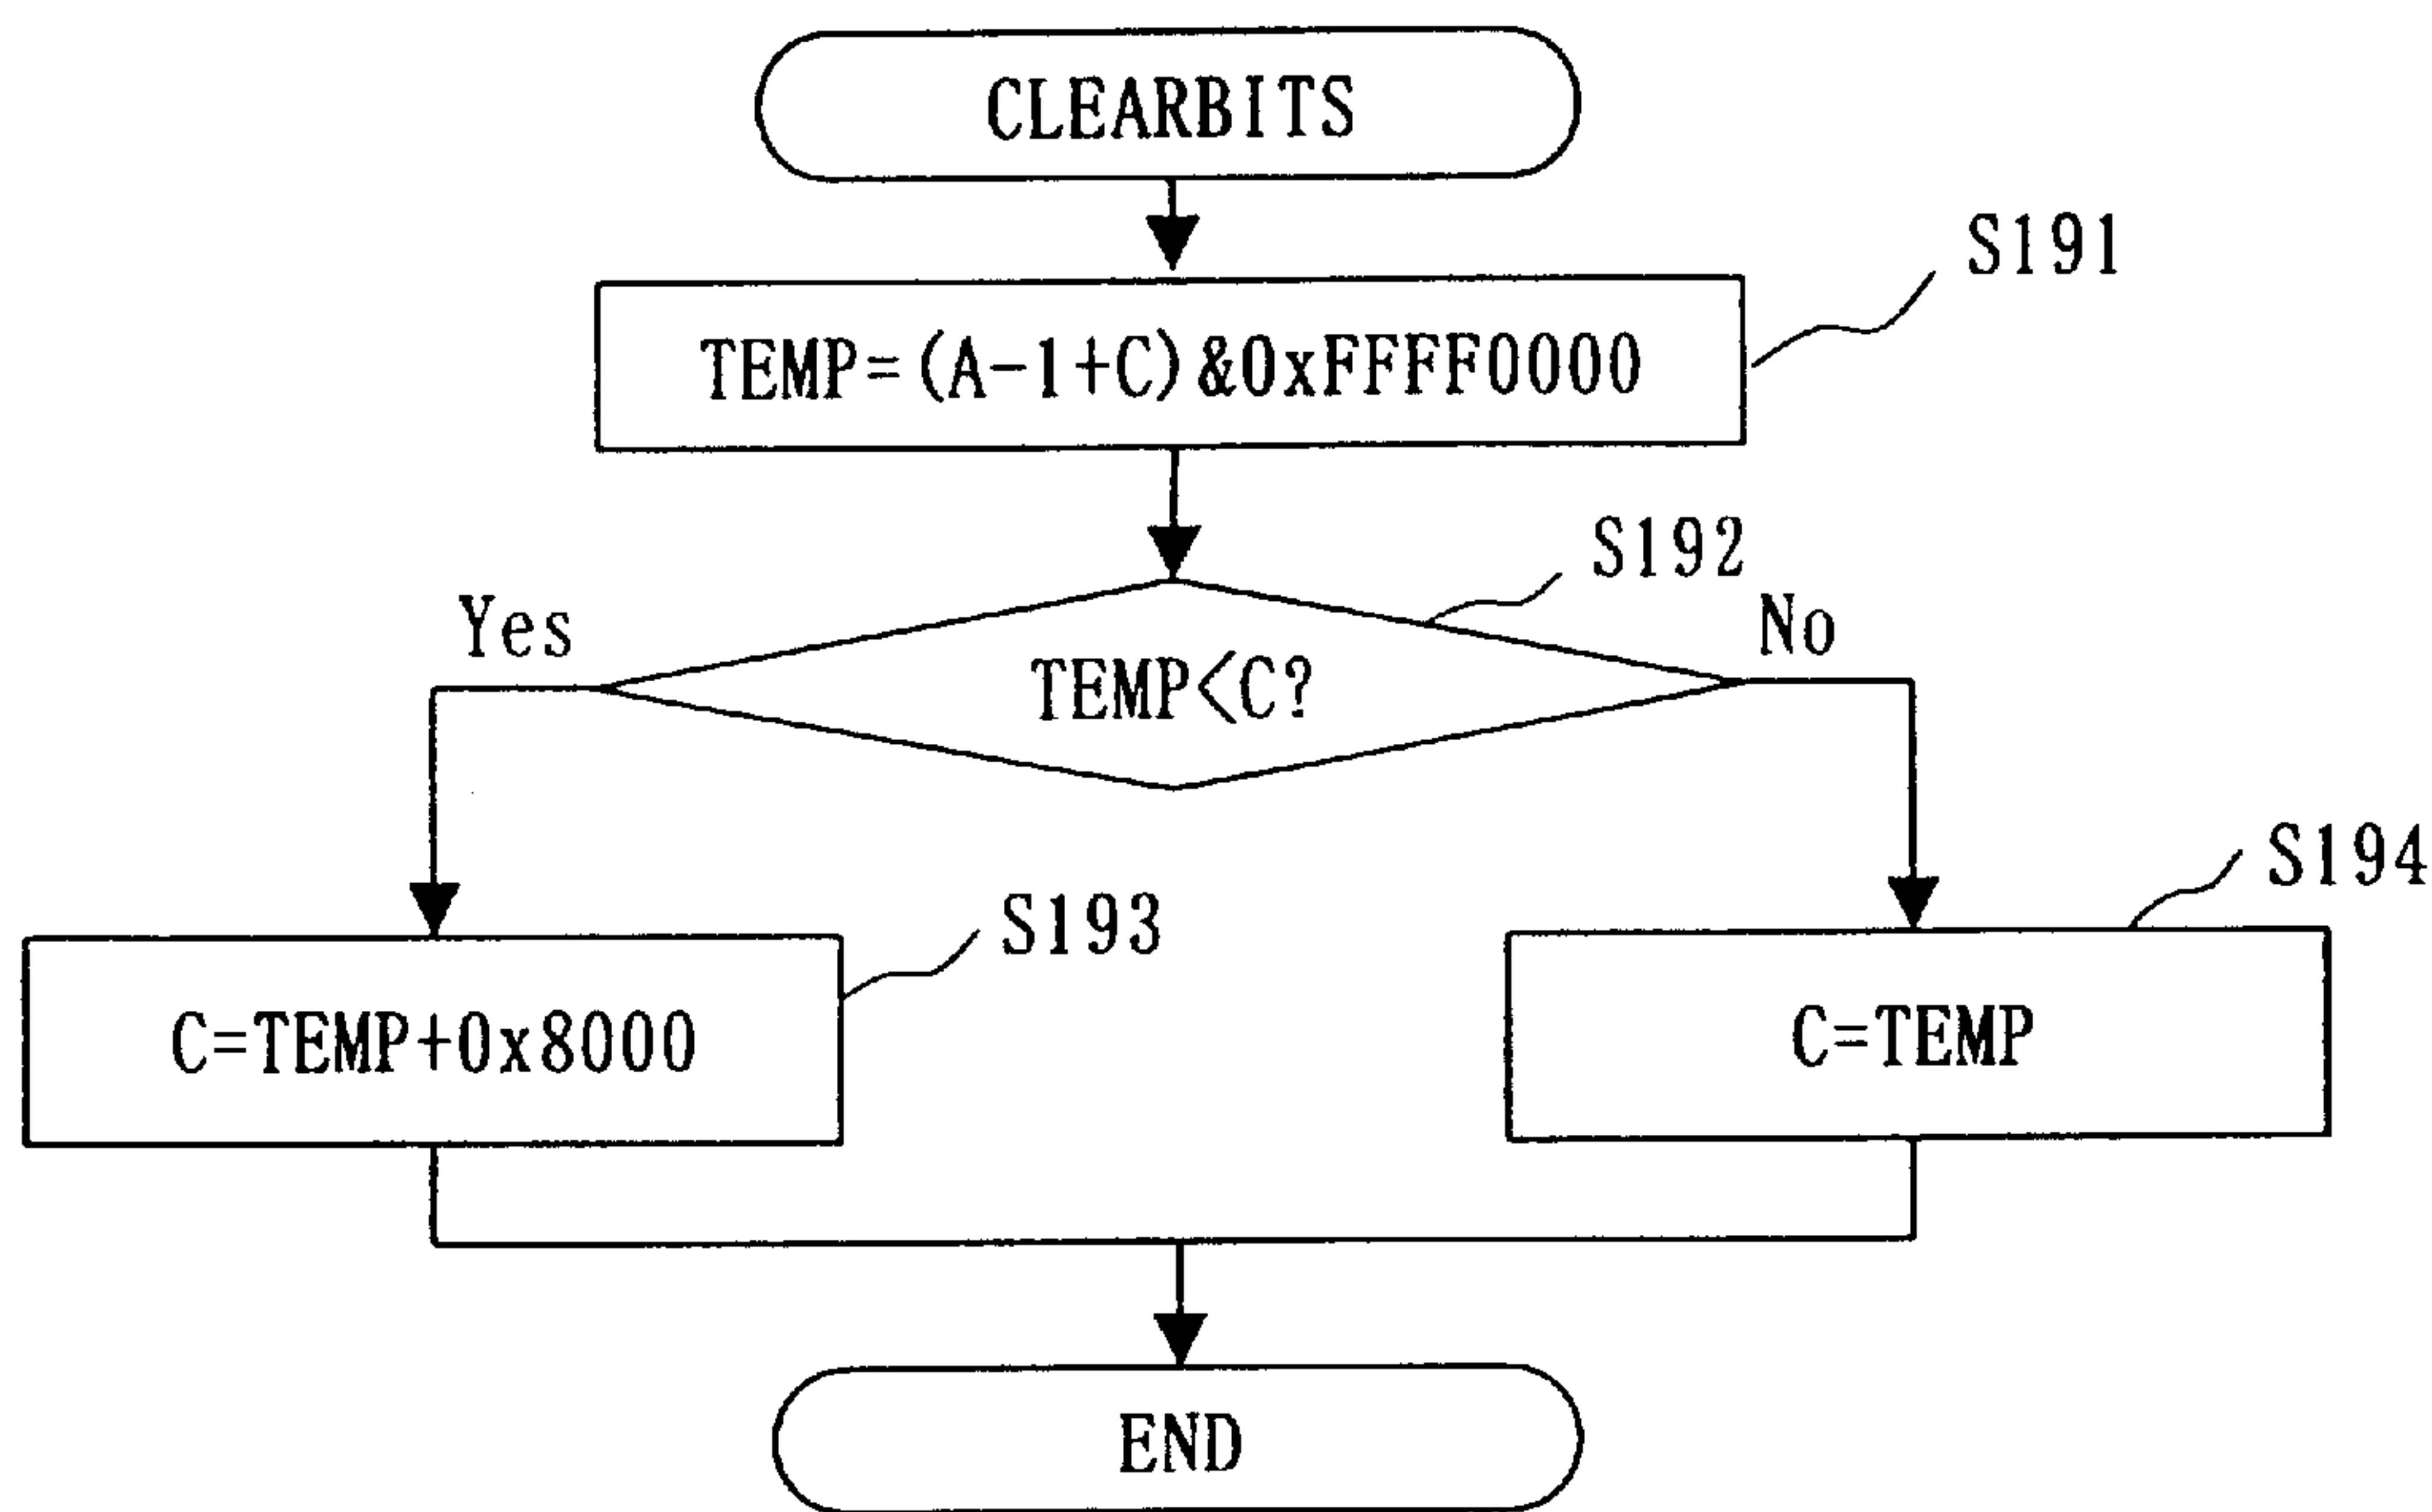 CLEARBITS
S191
TEMP=(A-1+C)&0xFFFF0000
S192
Yes
No
TEMP<C?
S193
S194
C=TEMP+0x8000
C=TEMP
END